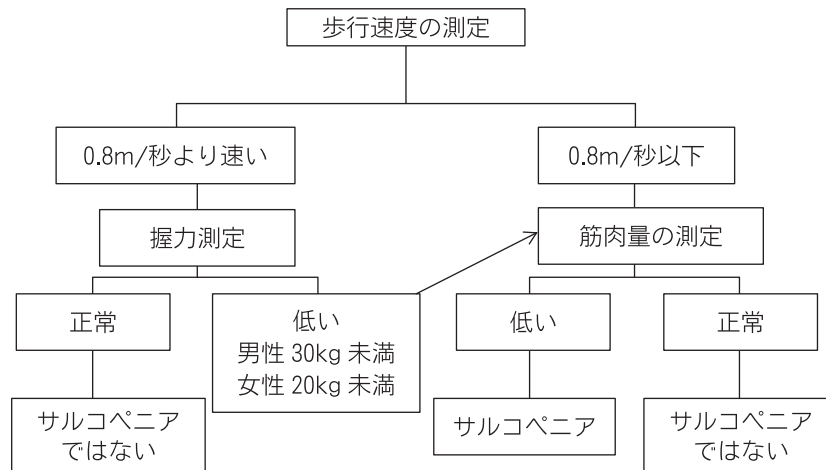 歩行速度の測定
0.8m/秒より速い
0.8m/秒以下
握力測定
筋肉量の測定
正常
低い
男性 30kg 未満
女性 20kg 未満
低い
正常
サルコペニア
ではない
サルコペニア
サルコペニア
ではない